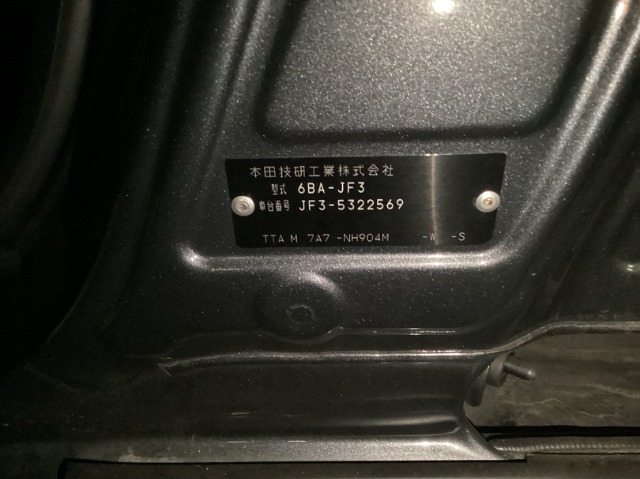 本田技研工業株式会社
型式 6BA-JF3
車台番号 JF3-5322569
TTA M 7A7 -NH904M -W -S